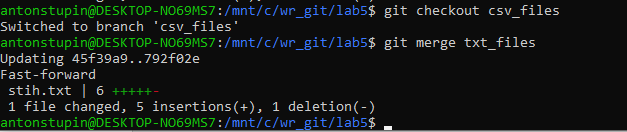 antonstupin@DESKTOP-NO69MS7:/mnt/c/wr_git/lab5$ git checkout csv_files
Switched to branch 'csv_files'
antonstupin@DESKTOP-NO69MS7:/mnt/c/wr_git/lab5$ git merge txt_files
Updating 45f39a9..792f02e
Fast-forward
 stih.txt | 6 +++++-
 1 file changed, 5 insertions(+), 1 deletion(-)
antonstupin@DESKTOP-NO69MS7:/mnt/c/wr_git/lab5$